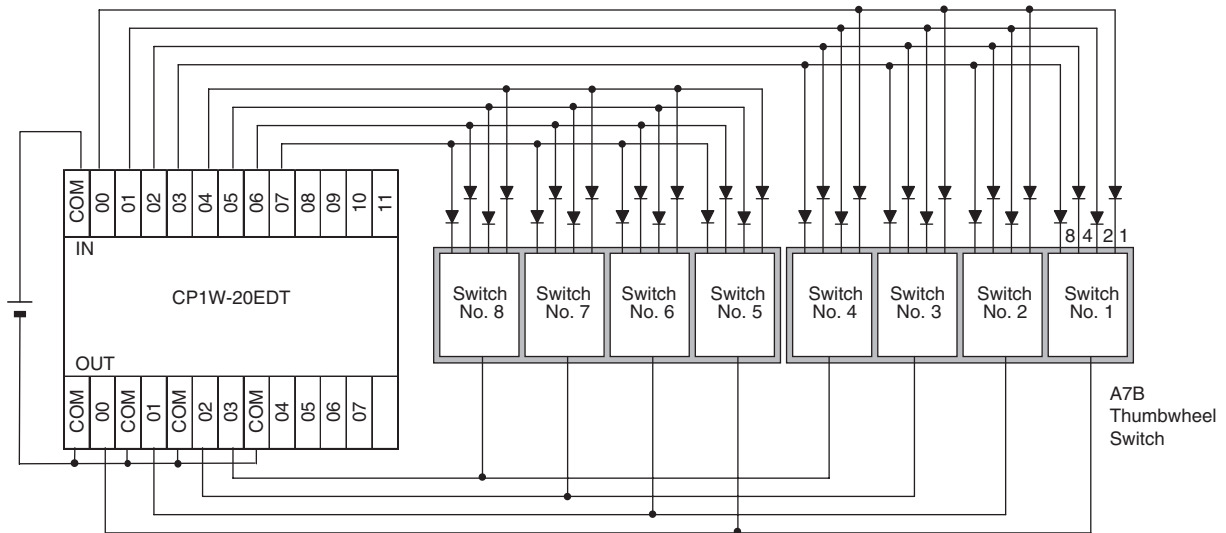 COM 00 01 02 03 04 05 06 07 08 09 10 11
IN
CP1W-20EDT
OUT
COM 00 COM 01 COM 02 03 COM 04 05 06 07
8 4 2 1
Switch No. 8
Switch No. 7
Switch No. 6
Switch No. 5
Switch No. 4
Switch No. 3
Switch No. 2
Switch No. 1
A7B
Thumbwheel
Switch